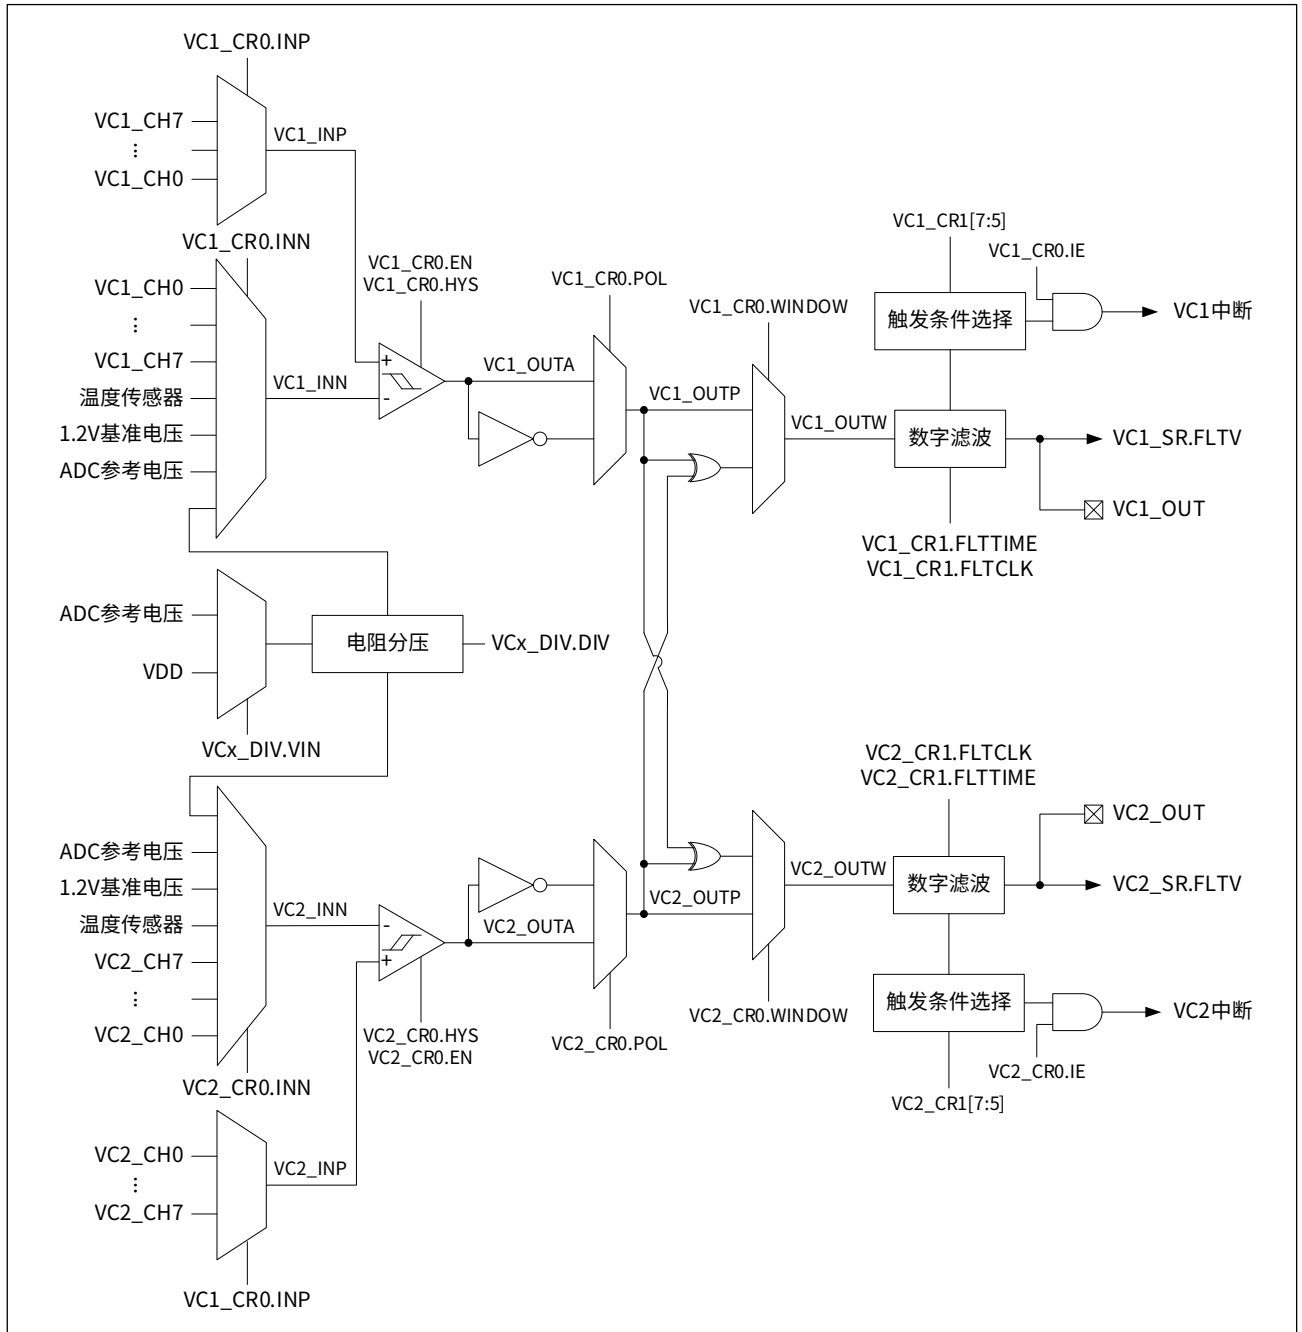 VC1_CR0.INP
VC1_CH7
⋮
VC1_CH0
VC1_INP
VC1_CR0.INN
VC1_CH0
⋮
VC1_CH7
温度传感器
1.2V基准电压
ADC参考电压
VC1_INN
VC1_CR0.EN
VC1_CR0.HYS
+
-
VC1_OUTA
VC1_CR0.POL
VC1_OUTP
VC1_CR0.WINDOW
VC1_OUTW
VC1_CR1[7:5]
VC1_CR0.IE
触发条件选择
VC1中断
数字滤波
VC1_SR.FLTV
VC1_OUT
VC1_CR1.FLTTIME
VC1_CR1.FLTCLK
ADC参考电压
VDD
电阻分压
VCx_DIV.DIV
VCx_DIV.VIN
VC2_CR1.FLTCLK
VC2_CR1.FLTTIME
VC2_OUT
ADC参考电压
1.2V基准电压
温度传感器
VC2_CH7
⋮
VC2_CH0
VC2_INN
-
+
VC2_OUTA
VC2_OUTP
VC2_OUTW
数字滤波
VC2_SR.FLTV
触发条件选择
VC2中断
VC2_CR0.HYS
VC2_CR0.EN
VC2_CR0.POL
VC2_CR0.WINDOW
VC2_CR0.IE
VC2_CR1[7:5]
VC2_CR0.INN
VC2_CH0
⋮
VC2_CH7
VC2_INP
VC1_CR0.INP